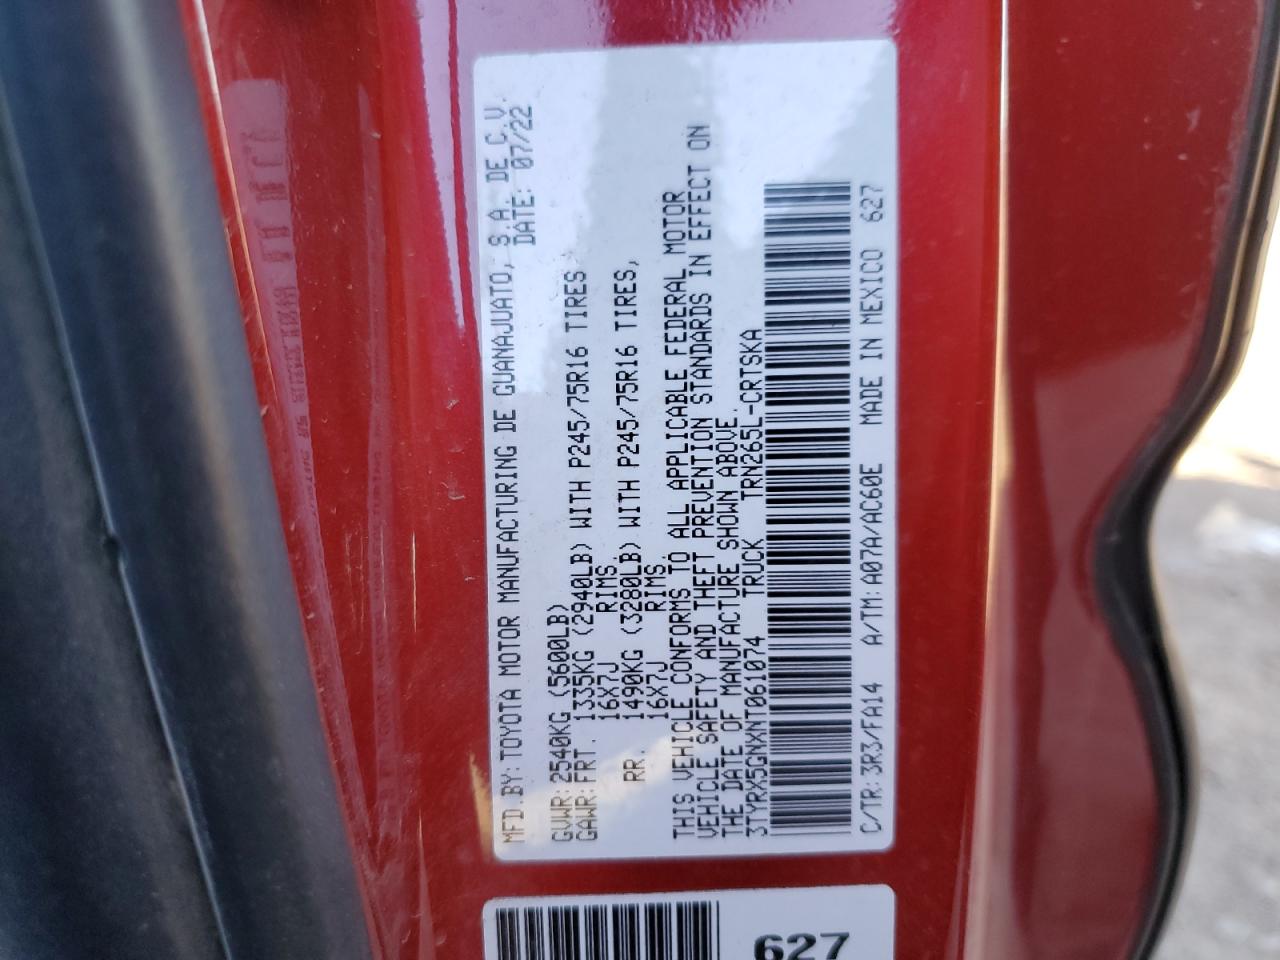 MFD.BY:TOYOTA MOTOR MANUFACTURING DE GUANAJUATO, S.A. DE C.V.
DATE: 07/22
GVWR:2540KG (5600LB)
GAWR:FRT. 1335KG (2940LB) WITH P245/75R16 TIRES
16X7J RIMS.
RR. 1490KG (3280LB) WITH P245/75R16 TIRES,
16X7J RIMS
THIS VEHICLE CONFORMS TO ALL APPLICABLE FEDERAL MOTOR
VEHICLE SAFETY AND THEFT PREVENTION STANDARDS IN EFFECT ON
THE DATE OF MANUFACTURE SHOWN ABOVE.
3TYRX5GNXNT061074 TRUCK TRN265L-CRTSKA
C/TR:3R3/FA14 A/TM:A07A/AC60E MADE IN MEXICO 627
627